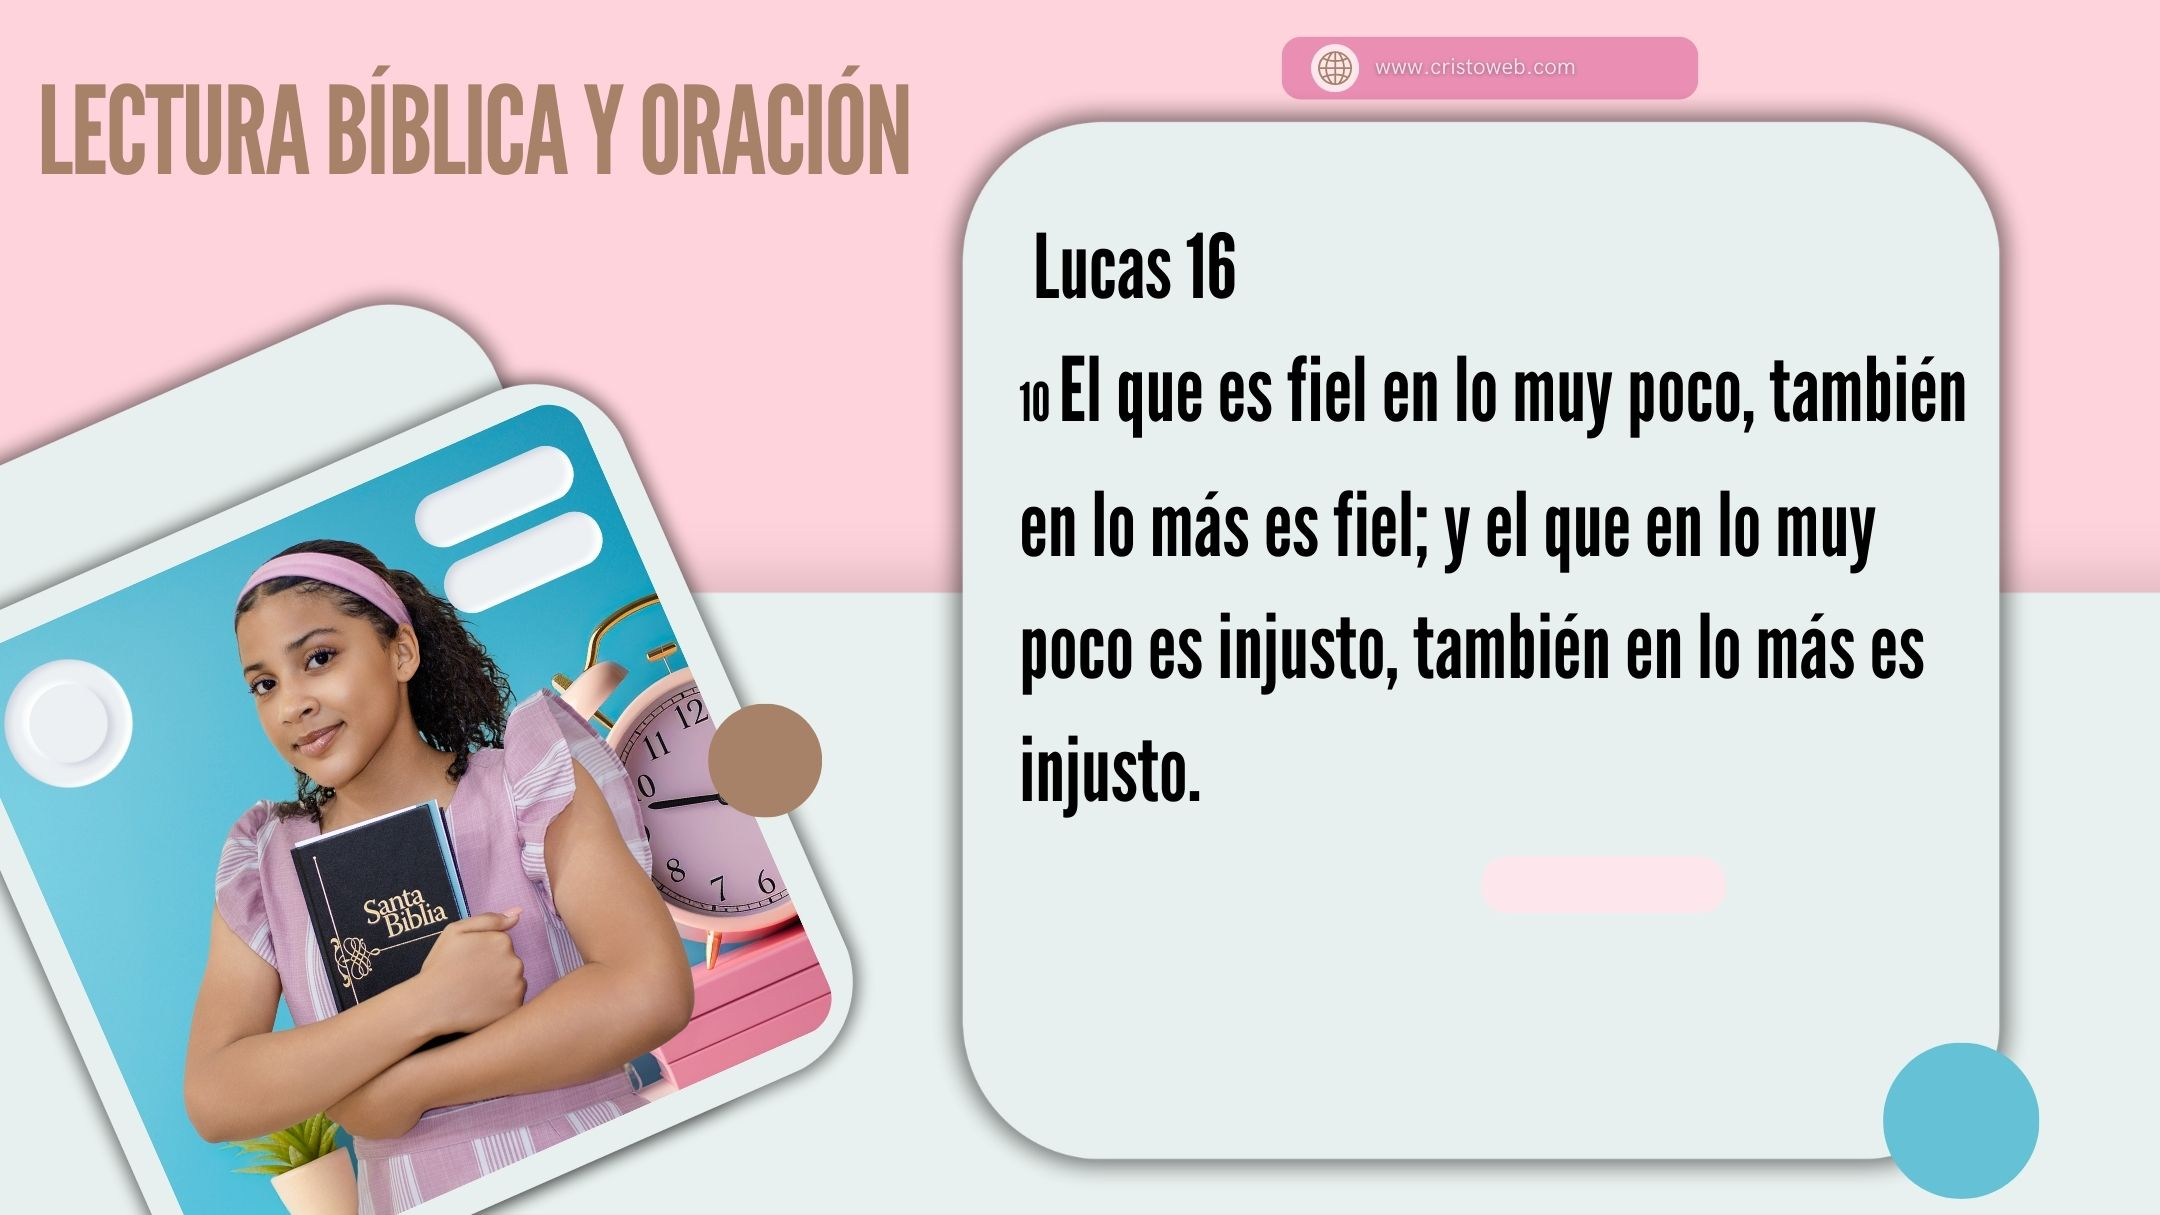 LECTURA BÍBLICA Y ORACIÓN
www.cristoweb.com
Lucas 16
10 El que es fiel en lo muy poco, también
en lo más es fiel; y el que en lo muy
poco es injusto, también en lo más es
injusto.
Santa
Biblia
12
11
10
8
7
6